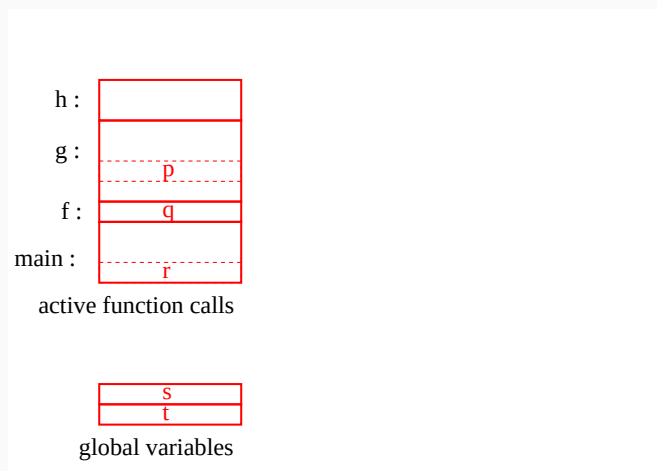 h :
g :
p
f :
q
main :
r
active function calls
s
t
global variables